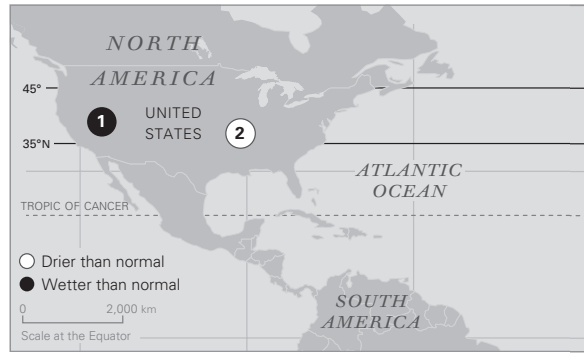 NORTH
AMERICA
45°
1
UNITED
STATES
2
35°N
ATLANTIC
OCEAN
TROPIC OF CANCER
Drier than normal
Wetter than normal
0 2,000 km
Scale at the Equator
SOUTH
AMERICA